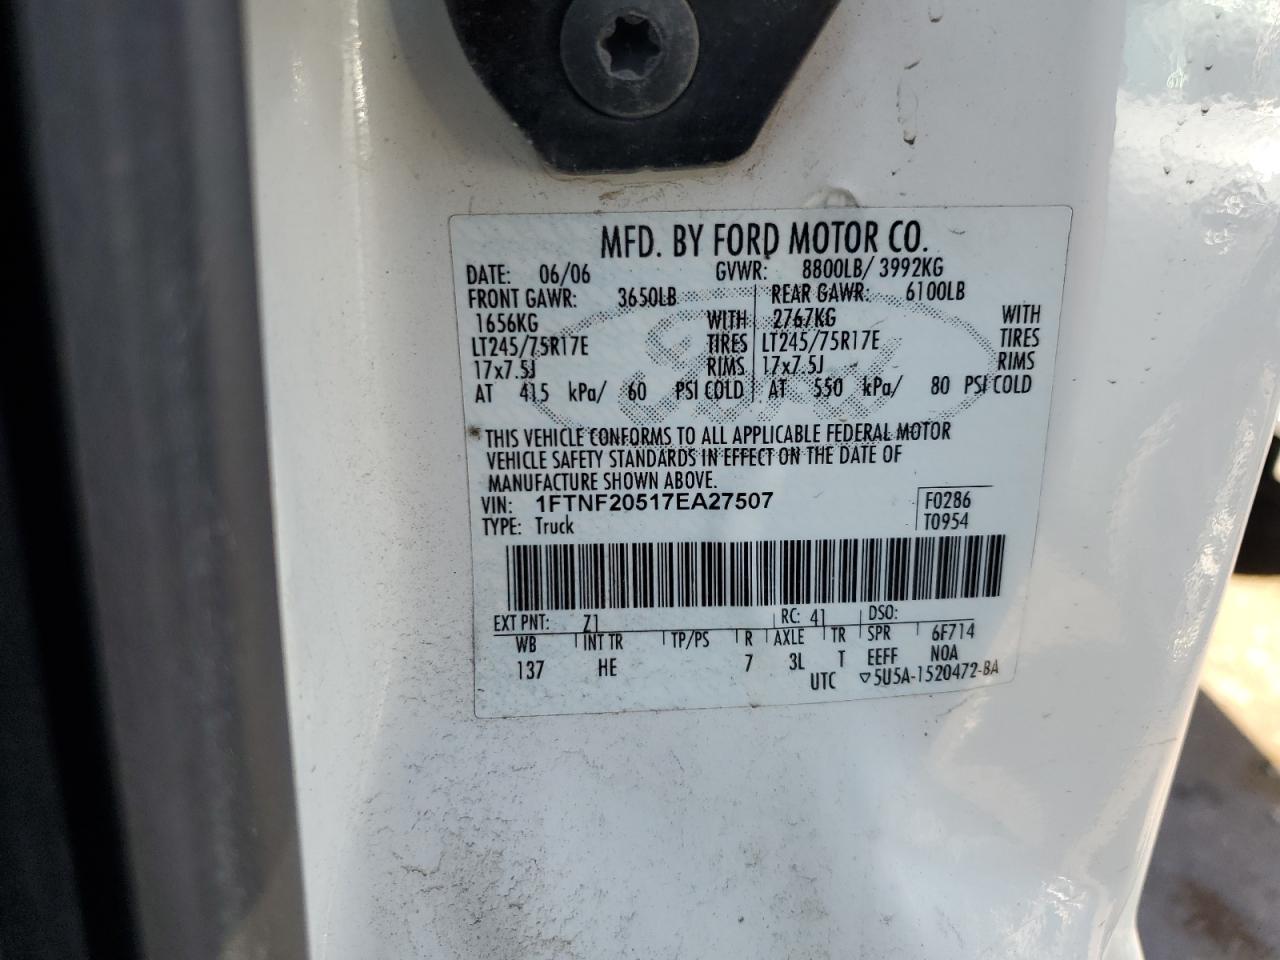 MFD. BY FORD MOTOR CO.
DATE: 06/06 GVWR: 8800LB/ 3992KG
FRONT GAWR: 3650LB REAR GAWR: 6100LB
1656KG WITH 2767KG WITH
LT245/75R17E TIRES LT245/75R17E TIRES
17x7.5J RIMS 17x7.5J RIMS
AT 415 kPa/ 60 PSI COLD AT 550 kPa/ 80 PSI COLD
THIS VEHICLE CONFORMS TO ALL APPLICABLE FEDERAL MOTOR
VEHICLE SAFETY STANDARDS IN EFFECT ON THE DATE OF
MANUFACTURE SHOWN ABOVE.
VIN: 1FTNF20517EA27507 F0286
TYPE: Truck T0954
EXT PNT: Z1 RC: 41 DSO:
WB INT TR TP/PS R AXLE TR SPR 6F714
137 HE 7 3L T EEFF NOA
UTC ▽5U5A-1520472-BA